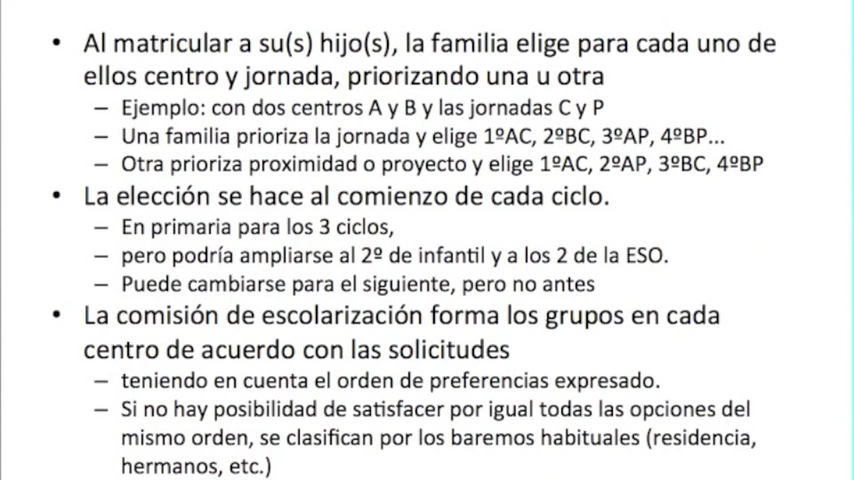 • Al matricular a su(s) hijo(s), la familia elige para cada uno de
ellos centro y jornada, priorizando una u otra
– Ejemplo: con dos centros A y B y las jornadas C y P
– Una familia prioriza la jornada y elige 1ºAC, 2ºBC, 3ºAP, 4ºBP...
– Otra prioriza proximidad o proyecto y elige 1ºAC, 2ºAP, 3ºBC, 4ºBP
• La elección se hace al comienzo de cada ciclo.
– En primaria para los 3 ciclos,
– pero podría ampliarse al 2º de infantil y a los 2 de la ESO.
– Puede cambiarse para el siguiente, pero no antes
• La comisión de escolarización forma los grupos en cada
centro de acuerdo con las solicitudes
– teniendo en cuenta el orden de preferencias expresado.
– Si no hay posibilidad de satisfacer por igual todas las opciones del
mismo orden, se clasifican por los baremos habituales (residencia,
hermanos, etc.)